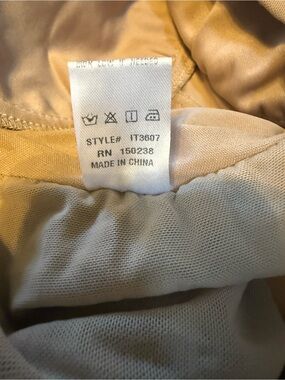 STYLE# IT3607
RN 150238
MADE IN CHINA